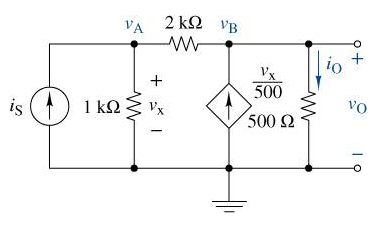 vA 2 kΩ vB
iS 1 kΩ + vx −
vx/500
500 Ω
iO +
vO
−